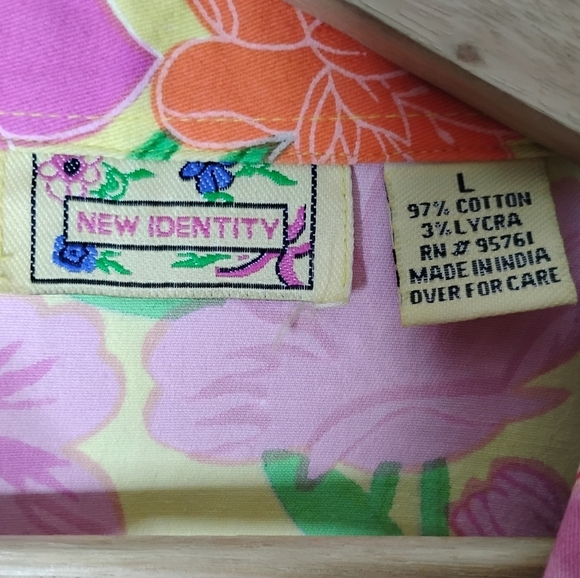 NEW IDENTITY
L
97% COTTON
3% LYCRA
RN # 95761
MADE IN INDIA
OVER FOR CARE